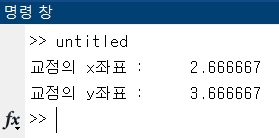 명령 창
>> untitled
교점의 x좌표 :     2.666667
교점의 y좌표 :     3.666667
fx >>